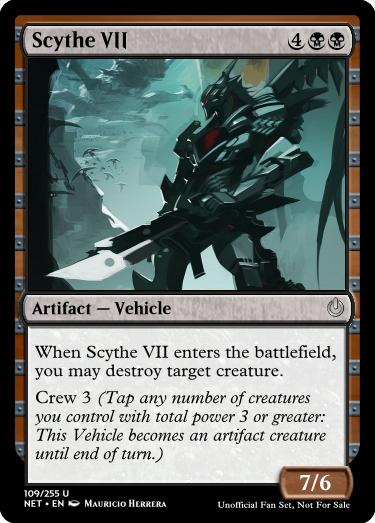 Scythe VII 4
Artifact — Vehicle
When Scythe VII enters the battlefield,
you may destroy target creature.
Crew 3 (Tap any number of creatures
you control with total power 3 or greater:
This Vehicle becomes an artifact creature
until end of turn.)
7/6
109/255 U
NET • EN Mauricio Herrera
Unofficial Fan Set, Not For Sale